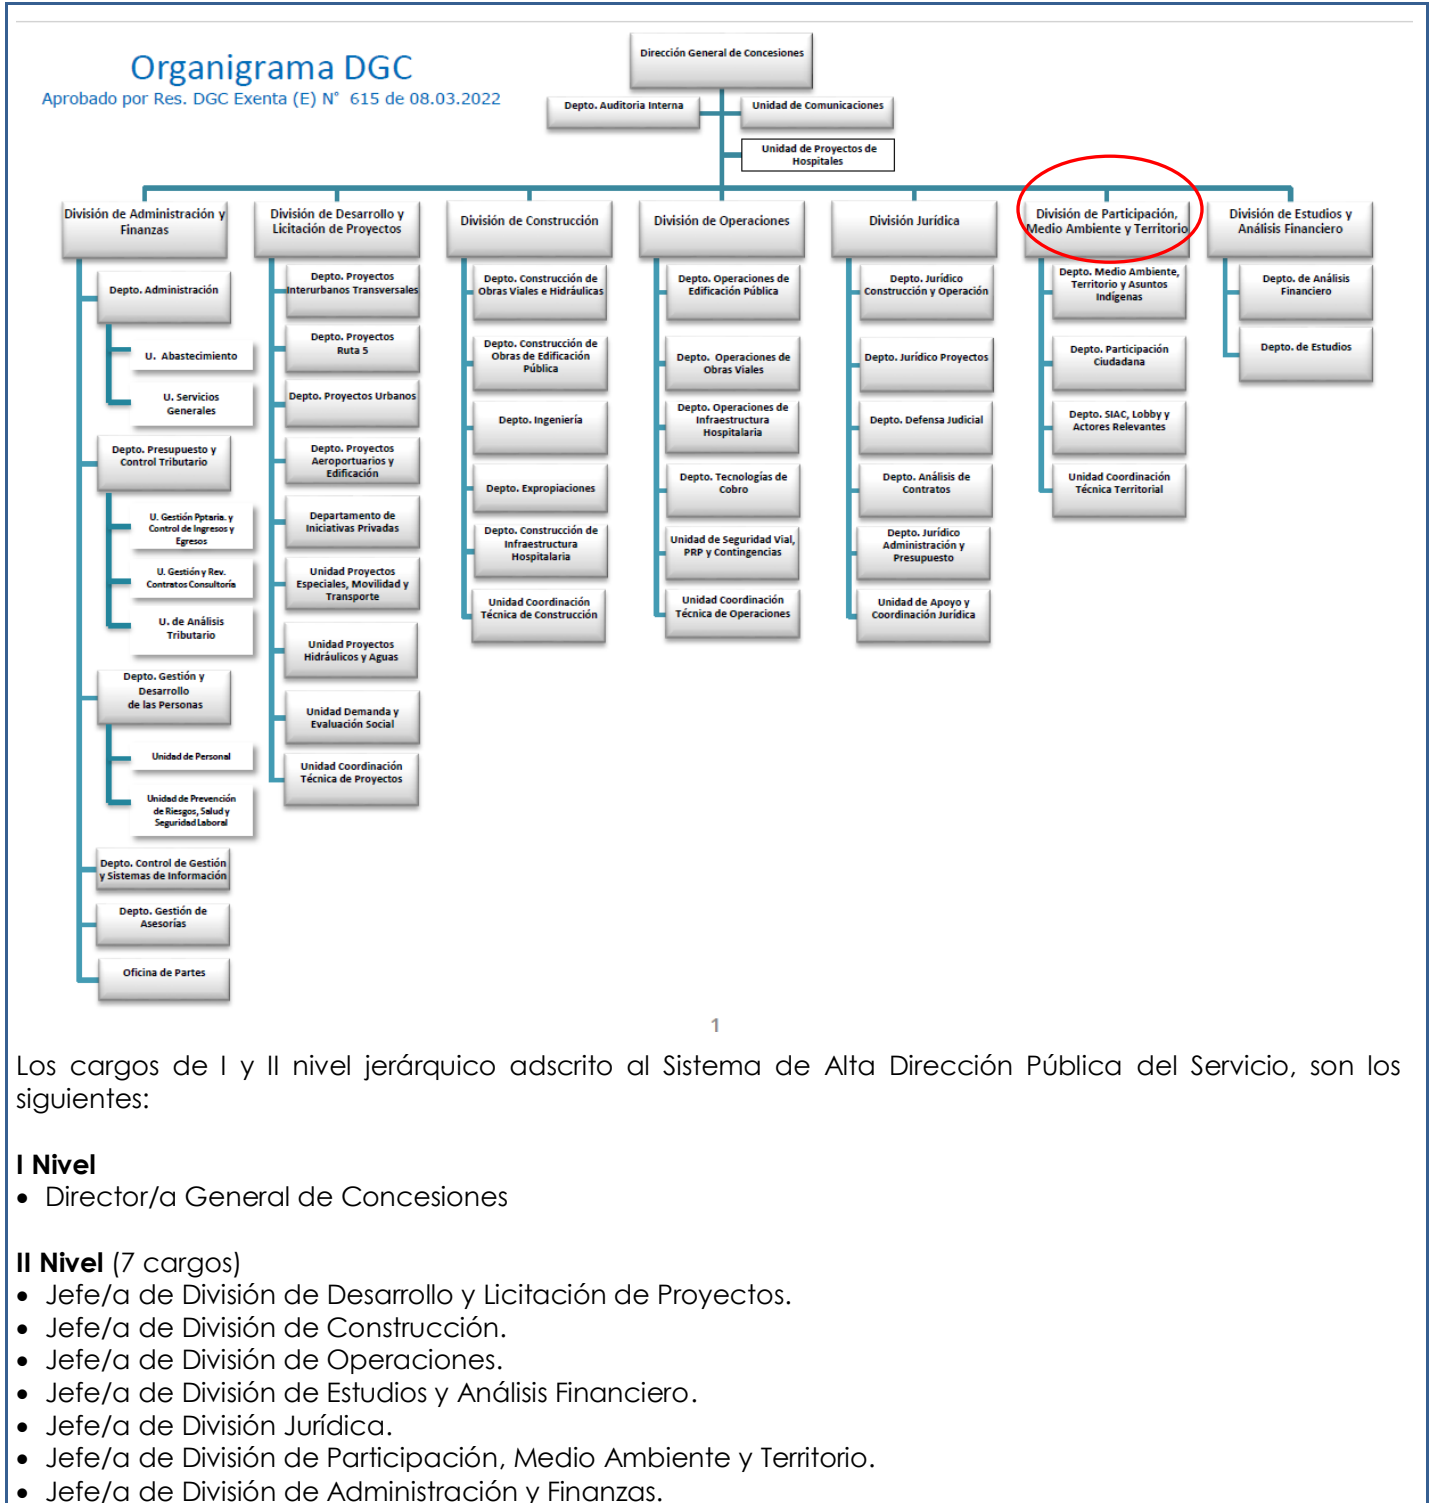 Organigrama DGC
Aprobado por Res. DGC Exenta (E) N° 615 de 08.03.2022
Dirección General de Concesiones
Depto. Auditoria Interna
Unidad de Comunicaciones
Unidad de Proyectos de
Hospitales
División de Administración y
Finanzas
Depto. Administración
U. Abastecimiento
U. Servicios
Generales
Depto. Presupuesto y
Control Tributario
U. Gestión Pptaria. y
Control de Ingresos y
Egresos
U. Gestión y Rev.
Contratos Consultoría
U. de Análisis
Tributario
Depto. Gestión y
Desarrollo
de las Personas
Unidad de Personal
Unidad de Prevención
de Riesgos, Salud y
Seguridad Laboral
Depto. Control de Gestión
y Sistemas de Información
Depto. Gestión de
Asesorías
Oficina de Partes
División de Desarrollo y
Licitación de Proyectos
Depto. Proyectos
Interurbanos Transversales
Depto. Proyectos
Ruta 5
Depto. Proyectos Urbanos
Depto. Proyectos
Aeroportuarios y
Edificación
Departamento de
Iniciativas Privadas
Unidad Proyectos
Especiales, Movilidad y
Transporte
Unidad Proyectos
Hidráulicos y Aguas
Unidad Demanda y
Evaluación Social
Unidad Coordinación
Técnica de Proyectos
División de Construcción
Depto. Construcción de
Obras Viales e Hidráulicas
Depto. Construcción de
Obras de Edificación
Pública
Depto. Ingeniería
Depto. Expropiaciones
Depto. Construcción de
Infraestructura
Hospitalaria
Unidad Coordinación
Técnica de Construcción
División de Operaciones
Depto. Operaciones de
Edificación Pública
Depto. Operaciones de
Obras Viales
Depto. Operaciones de
Infraestructura
Hospitalaria
Depto. Tecnologías de
Cobro
Unidad de Seguridad Vial,
PRP y Contingencias
Unidad Coordinación
Técnica de Operaciones
División Jurídica
Depto. Jurídico
Construcción y Operación
Depto. Jurídico Proyectos
Depto. Defensa Judicial
Depto. Análisis de
Contratos
Depto. Jurídico
Administración y
Presupuesto
Unidad de Apoyo y
Coordinación Jurídica
División de Participación,
Medio Ambiente y Territorio
Depto. Medio Ambiente,
Territorio y Asuntos
Indígenas
Depto. Participación
Ciudadana
Depto. SIAC, Lobby y
Actores Relevantes
Unidad Coordinación
Técnica Territorial
División de Estudios y
Análisis Financiero
Depto. de Análisis
Financiero
Depto. de Estudios
1
Los cargos de I y II nivel jerárquico adscrito al Sistema de Alta Dirección Pública del Servicio, son los
siguientes:
I Nivel
• Director/a General de Concesiones
II Nivel (7 cargos)
• Jefe/a de División de Desarrollo y Licitación de Proyectos.
• Jefe/a de División de Construcción.
• Jefe/a de División de Operaciones.
• Jefe/a de División de Estudios y Análisis Financiero.
• Jefe/a de División Jurídica.
• Jefe/a de División de Participación, Medio Ambiente y Territorio.
• Jefe/a de División de Administración y Finanzas.